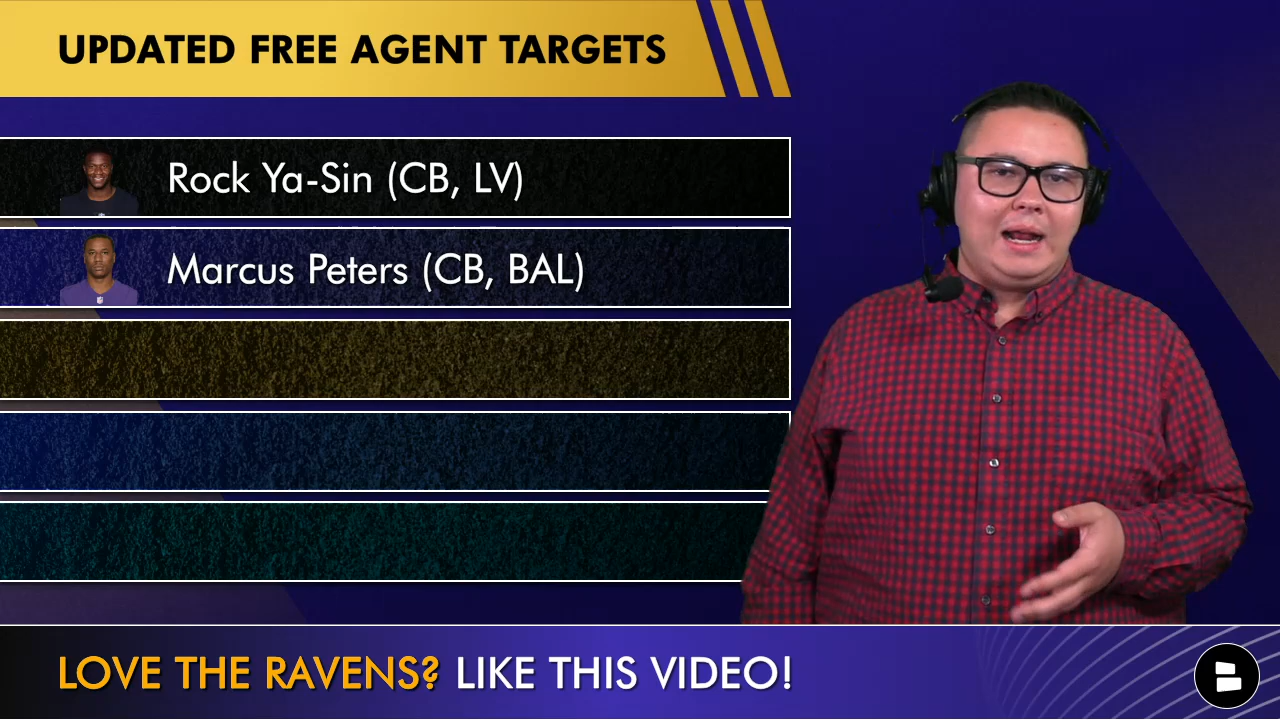 UPDATED FREE AGENT TARGETS
Rock Ya-Sin (CB, LV)
Marcus Peters (CB, BAL)
LOVE THE RAVENS? LIKE THIS VIDEO!